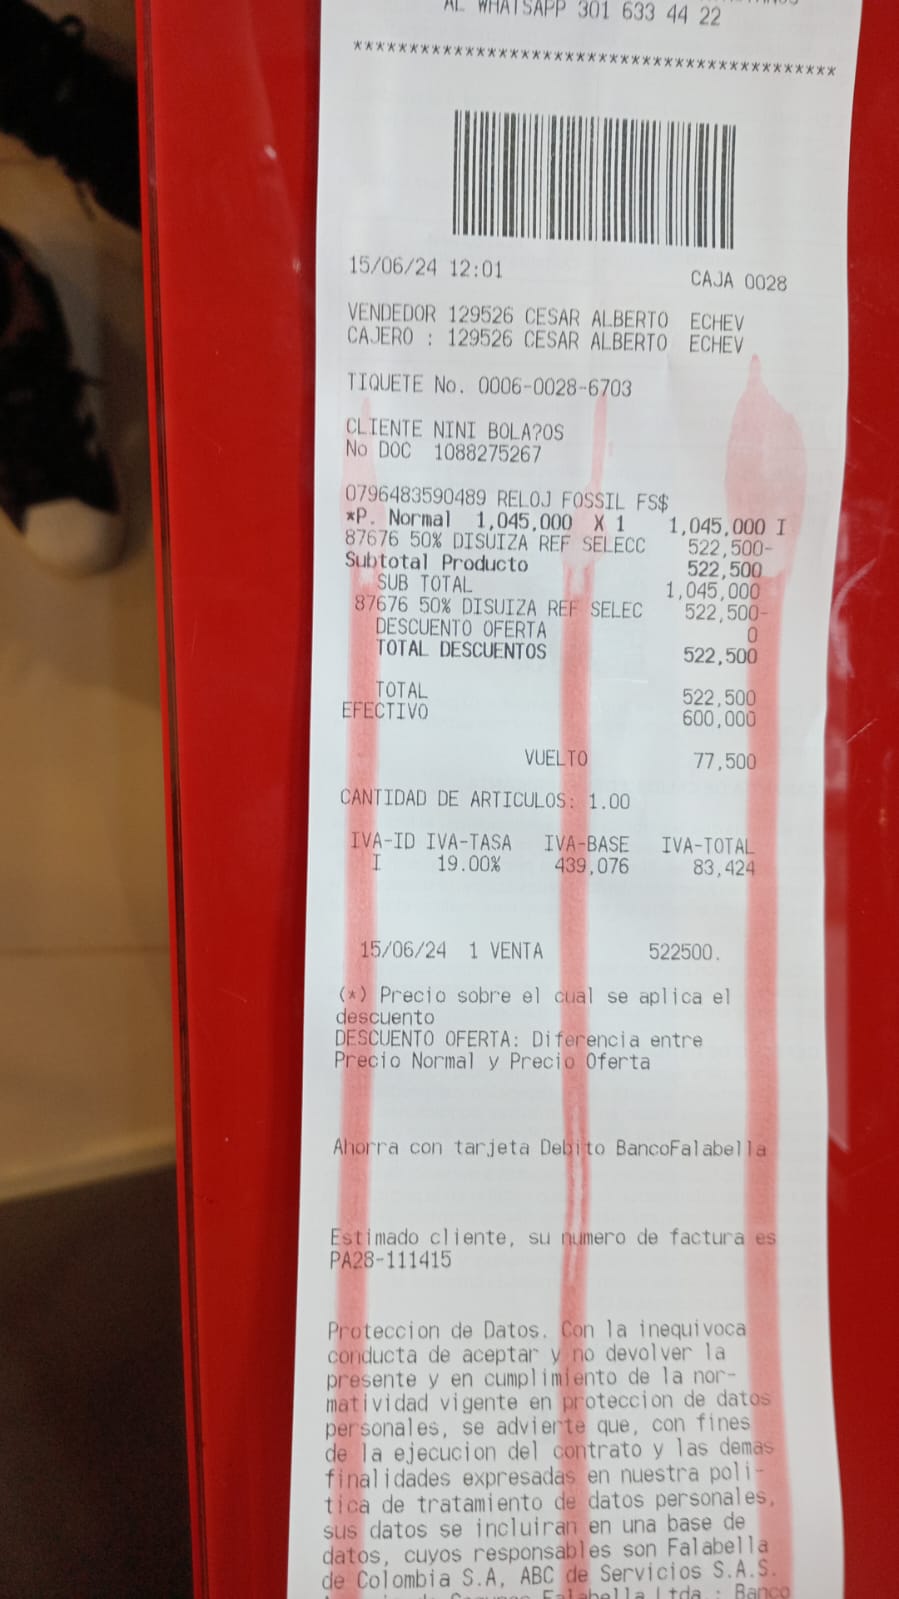 AL WHATSAPP 301 633 44 22
********************************************
15/06/24 12:01 CAJA 0028
VENDEDOR 129526 CESAR ALBERTO ECHEV
CAJERO : 129526 CESAR ALBERTO ECHEV
TIQUETE No. 0006-0028-6703
CLIENTE NINI BOLA?OS
No DOC 1088275267
0796483590489 RELOJ FOSSIL FS$
*P. Normal 1,045,000 X 1 1,045,000 I
87676 50% DISUIZA REF SELECC 522,500-
Subtotal Producto 522,500
SUB TOTAL 1,045,000
87676 50% DISUIZA REF SELEC 522,500-
DESCUENTO OFERTA 0
TOTAL DESCUENTOS 522,500
TOTAL 522,500
EFECTIVO 600,000
VUELTO 77,500
CANTIDAD DE ARTICULOS: 1.00
IVA-ID IVA-TASA IVA-BASE IVA-TOTAL
I 19.00% 439,076 83,424
15/06/24 1 VENTA 522500.
(*) Precio sobre el cual se aplica el
descuento
DESCUENTO OFERTA: Diferencia entre
Precio Normal y Precio Oferta
Ahorra con tarjeta Debito BancoFalabella
Estimado cliente, su numero de factura es
PA28-111415
Proteccion de Datos. Con la inequivoca
conducta de aceptar y no devolver la
presente y en cumplimiento de la nor-
matividad vigente en proteccion de datos
personales, se advierte que, con fines
de la ejecucion del contrato y las demas
finalidades expresadas en nuestra poli-
tica de tratamiento de datos personales,
sus datos se incluiran en una base de
datos, cuyos responsables son Falabella
de Colombia S.A, ABC de Servicios S.A.S.
Falabella Ltda.; Banco